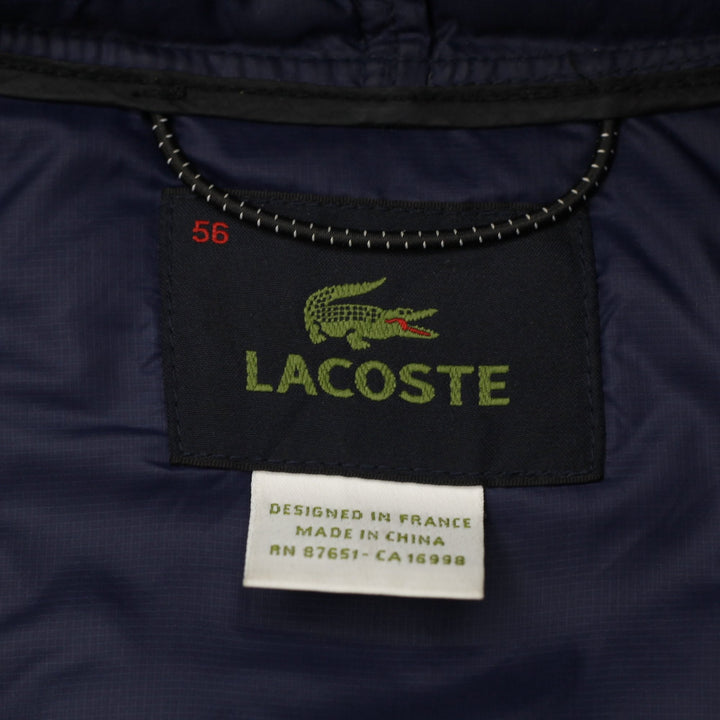 56
LACOSTE
DESIGNED IN FRANCE
MADE IN CHINA
RN 87651 - CA 16998